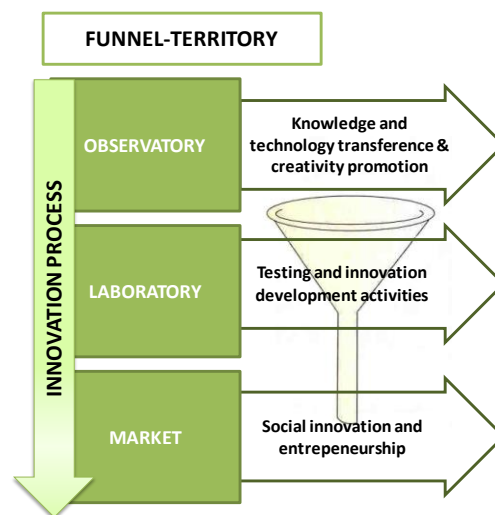 FUNNEL-TERRITORY
INNOVATION PROCESS
OBSERVATORY
Knowledge and
technology transference &
creativity promotion
LABORATORY
Testing and innovation
development activities
MARKET
Social innovation and
entrepeneurship